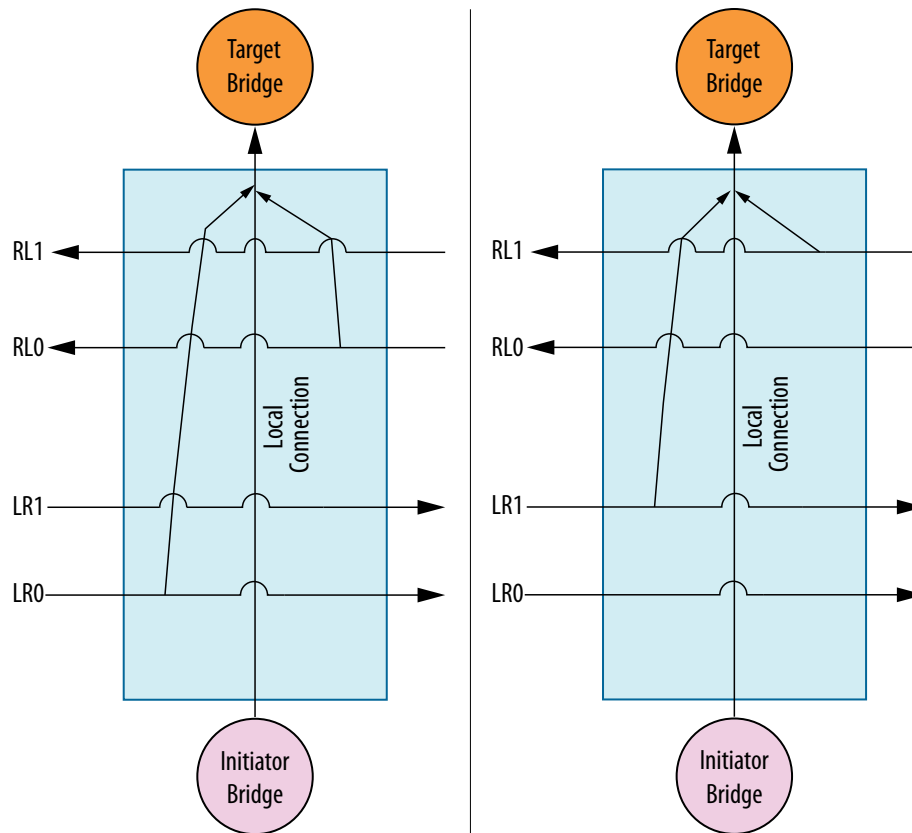 Target
Bridge
RL1
RL0
Local
Connection
LR1
LR0
Initiator
Bridge
Target
Bridge
RL1
RL0
Local
Connection
LR1
LR0
Initiator
Bridge